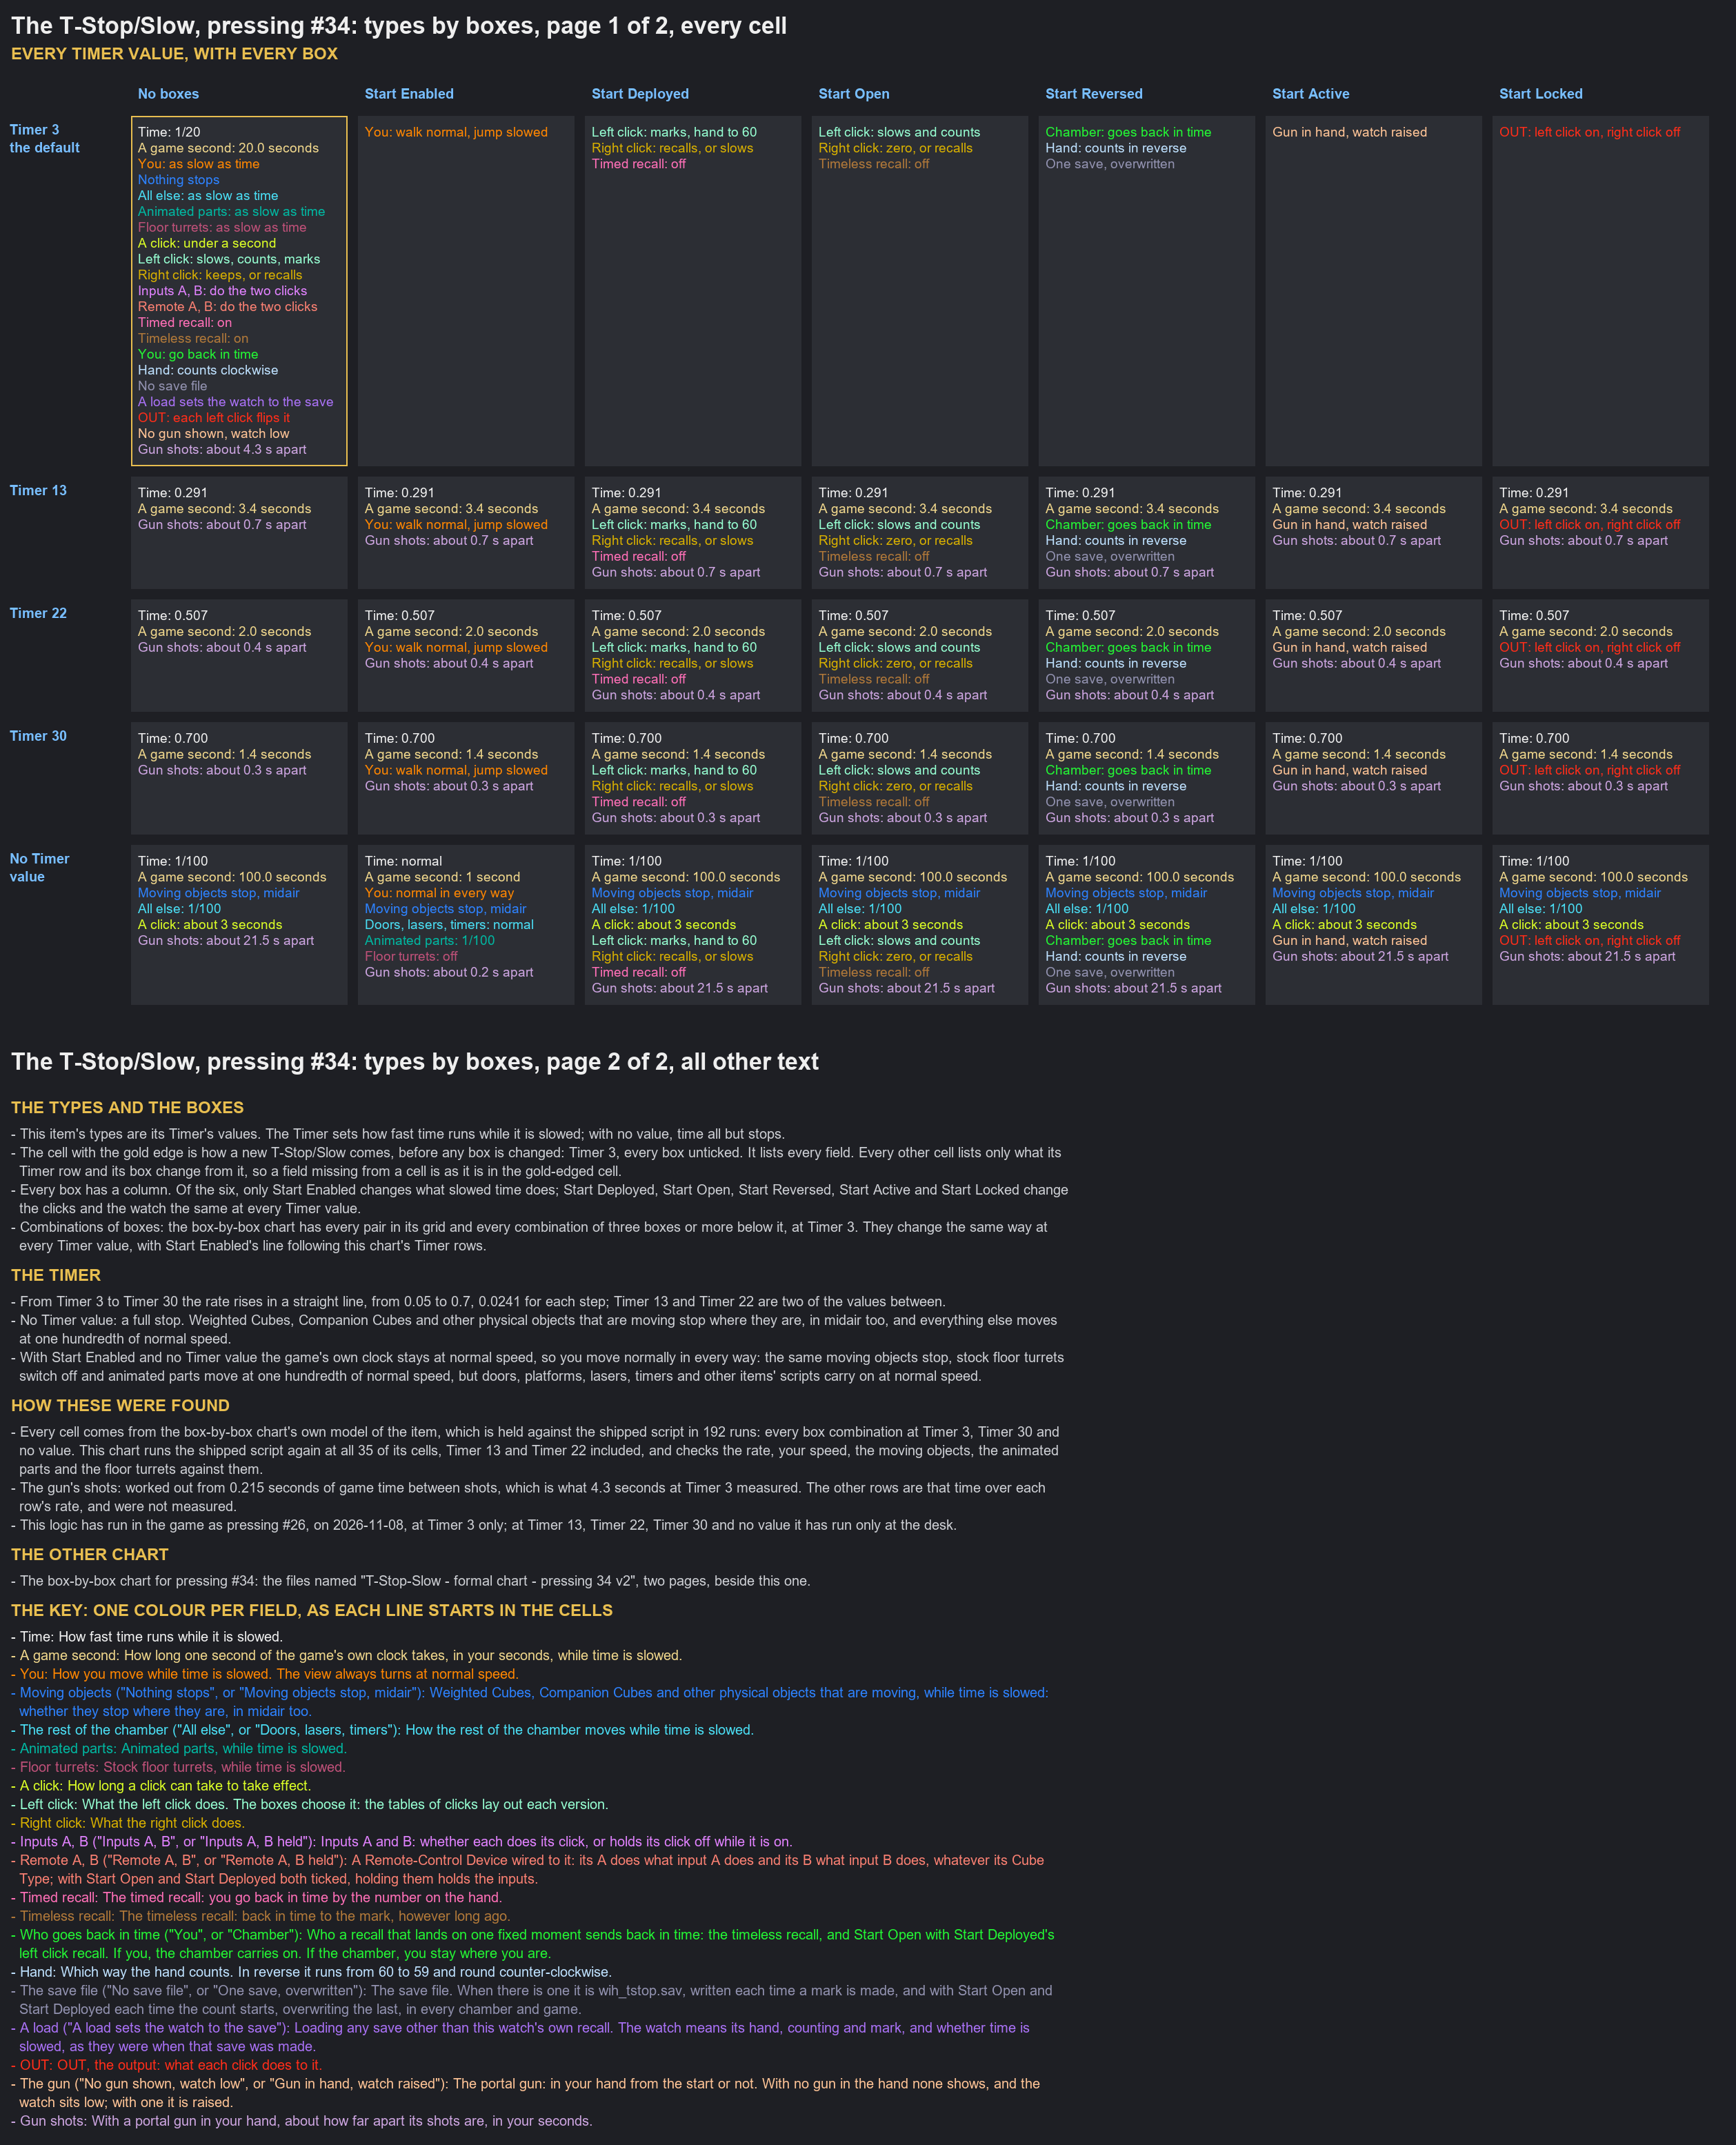 The T-Stop/Slow, pressing #34: types by boxes, page 1 of 2, every cell
EVERY TIMER VALUE, WITH EVERY BOX
No boxes
Start Enabled
Start Deployed
Start Open
Start Reversed
Start Active
Start Locked
Timer 3
the default
Time: 1/20
A game second: 20.0 seconds
You: as slow as time
Nothing stops
All else: as slow as time
Animated parts: as slow as time
Floor turrets: as slow as time
A click: under a second
Left click: slows, counts, marks
Right click: keeps, or recalls
Inputs A, B: do the two clicks
Remote A, B: do the two clicks
Timed recall: on
Timeless recall: on
You: go back in time
Hand: counts clockwise
No save file
A load sets the watch to the save
OUT: each left click flips it
No gun shown, watch low
Gun shots: about 4.3 s apart
You: walk normal, jump slowed
Left click: marks, hand to 60
Right click: recalls, or slows
Timed recall: off
Left click: slows and counts
Right click: zero, or recalls
Timeless recall: off
Chamber: goes back in time
Hand: counts in reverse
One save, overwritten
Gun in hand, watch raised
OUT: left click on, right click off
Timer 13
Time: 0.291
A game second: 3.4 seconds
Gun shots: about 0.7 s apart
Time: 0.291
A game second: 3.4 seconds
You: walk normal, jump slowed
Gun shots: about 0.7 s apart
Time: 0.291
A game second: 3.4 seconds
Left click: marks, hand to 60
Right click: recalls, or slows
Timed recall: off
Gun shots: about 0.7 s apart
Time: 0.291
A game second: 3.4 seconds
Left click: slows and counts
Right click: zero, or recalls
Timeless recall: off
Gun shots: about 0.7 s apart
Time: 0.291
A game second: 3.4 seconds
Chamber: goes back in time
Hand: counts in reverse
One save, overwritten
Gun shots: about 0.7 s apart
Time: 0.291
A game second: 3.4 seconds
Gun in hand, watch raised
Gun shots: about 0.7 s apart
Time: 0.291
A game second: 3.4 seconds
OUT: left click on, right click off
Gun shots: about 0.7 s apart
Timer 22
Time: 0.507
A game second: 2.0 seconds
Gun shots: about 0.4 s apart
Time: 0.507
A game second: 2.0 seconds
You: walk normal, jump slowed
Gun shots: about 0.4 s apart
Time: 0.507
A game second: 2.0 seconds
Left click: marks, hand to 60
Right click: recalls, or slows
Timed recall: off
Gun shots: about 0.4 s apart
Time: 0.507
A game second: 2.0 seconds
Left click: slows and counts
Right click: zero, or recalls
Timeless recall: off
Gun shots: about 0.4 s apart
Time: 0.507
A game second: 2.0 seconds
Chamber: goes back in time
Hand: counts in reverse
One save, overwritten
Gun shots: about 0.4 s apart
Time: 0.507
A game second: 2.0 seconds
Gun in hand, watch raised
Gun shots: about 0.4 s apart
Time: 0.507
A game second: 2.0 seconds
OUT: left click on, right click off
Gun shots: about 0.4 s apart
Timer 30
Time: 0.700
A game second: 1.4 seconds
Gun shots: about 0.3 s apart
Time: 0.700
A game second: 1.4 seconds
You: walk normal, jump slowed
Gun shots: about 0.3 s apart
Time: 0.700
A game second: 1.4 seconds
Left click: marks, hand to 60
Right click: recalls, or slows
Timed recall: off
Gun shots: about 0.3 s apart
Time: 0.700
A game second: 1.4 seconds
Left click: slows and counts
Right click: zero, or recalls
Timeless recall: off
Gun shots: about 0.3 s apart
Time: 0.700
A game second: 1.4 seconds
Chamber: goes back in time
Hand: counts in reverse
One save, overwritten
Gun shots: about 0.3 s apart
Time: 0.700
A game second: 1.4 seconds
Gun in hand, watch raised
Gun shots: about 0.3 s apart
Time: 0.700
A game second: 1.4 seconds
OUT: left click on, right click off
Gun shots: about 0.3 s apart
No Timer
value
Time: 1/100
A game second: 100.0 seconds
Moving objects stop, midair
All else: 1/100
A click: about 3 seconds
Gun shots: about 21.5 s apart
Time: normal
A game second: 1 second
You: normal in every way
Moving objects stop, midair
Doors, lasers, timers: normal
Animated parts: 1/100
Floor turrets: off
Gun shots: about 0.2 s apart
Time: 1/100
A game second: 100.0 seconds
Moving objects stop, midair
All else: 1/100
A click: about 3 seconds
Left click: marks, hand to 60
Right click: recalls, or slows
Timed recall: off
Gun shots: about 21.5 s apart
Time: 1/100
A game second: 100.0 seconds
Moving objects stop, midair
All else: 1/100
A click: about 3 seconds
Left click: slows and counts
Right click: zero, or recalls
Timeless recall: off
Gun shots: about 21.5 s apart
Time: 1/100
A game second: 100.0 seconds
Moving objects stop, midair
All else: 1/100
A click: about 3 seconds
Chamber: goes back in time
Hand: counts in reverse
One save, overwritten
Gun shots: about 21.5 s apart
Time: 1/100
A game second: 100.0 seconds
Moving objects stop, midair
All else: 1/100
A click: about 3 seconds
Gun in hand, watch raised
Gun shots: about 21.5 s apart
Time: 1/100
A game second: 100.0 seconds
Moving objects stop, midair
All else: 1/100
A click: about 3 seconds
OUT: left click on, right click off
Gun shots: about 21.5 s apart
The T-Stop/Slow, pressing #34: types by boxes, page 2 of 2, all other text
THE TYPES AND THE BOXES
- This item's types are its Timer's values. The Timer sets how fast time runs while it is slowed; with no value, time all but stops.
- The cell with the gold edge is how a new T-Stop/Slow comes, before any box is changed: Timer 3, every box unticked. It lists every field. Every other cell lists only what its
Timer row and its box change from it, so a field missing from a cell is as it is in the gold-edged cell.
- Every box has a column. Of the six, only Start Enabled changes what slowed time does; Start Deployed, Start Open, Start Reversed, Start Active and Start Locked change
the clicks and the watch the same at every Timer value.
- Combinations of boxes: the box-by-box chart has every pair in its grid and every combination of three boxes or more below it, at Timer 3. They change the same way at
every Timer value, with Start Enabled's line following this chart's Timer rows.
THE TIMER
- From Timer 3 to Timer 30 the rate rises in a straight line, from 0.05 to 0.7, 0.0241 for each step; Timer 13 and Timer 22 are two of the values between.
- No Timer value: a full stop. Weighted Cubes, Companion Cubes and other physical objects that are moving stop where they are, in midair too, and everything else moves
at one hundredth of normal speed.
- With Start Enabled and no Timer value the game's own clock stays at normal speed, so you move normally in every way: the same moving objects stop, stock floor turrets
switch off and animated parts move at one hundredth of normal speed, but doors, platforms, lasers, timers and other items' scripts carry on at normal speed.
HOW THESE WERE FOUND
- Every cell comes from the box-by-box chart's own model of the item, which is held against the shipped script in 192 runs: every box combination at Timer 3, Timer 30 and
no value. This chart runs the shipped script again at all 35 of its cells, Timer 13 and Timer 22 included, and checks the rate, your speed, the moving objects, the animated
parts and the floor turrets against them.
- The gun's shots: worked out from 0.215 seconds of game time between shots, which is what 4.3 seconds at Timer 3 measured. The other rows are that time over each
row's rate, and were not measured.
- This logic has run in the game as pressing #26, on 2026-11-08, at Timer 3 only; at Timer 13, Timer 22, Timer 30 and no value it has run only at the desk.
THE OTHER CHART
- The box-by-box chart for pressing #34: the files named "T-Stop-Slow - formal chart - pressing 34 v2", two pages, beside this one.
THE KEY: ONE COLOUR PER FIELD, AS EACH LINE STARTS IN THE CELLS
- Time: How fast time runs while it is slowed.
- A game second: How long one second of the game's own clock takes, in your seconds, while time is slowed.
- You: How you move while time is slowed. The view always turns at normal speed.
- Moving objects ("Nothing stops", or "Moving objects stop, midair"): Weighted Cubes, Companion Cubes and other physical objects that are moving, while time is slowed:
whether they stop where they are, in midair too.
- The rest of the chamber ("All else", or "Doors, lasers, timers"): How the rest of the chamber moves while time is slowed.
- Animated parts: Animated parts, while time is slowed.
- Floor turrets: Stock floor turrets, while time is slowed.
- A click: How long a click can take to take effect.
- Left click: What the left click does. The boxes choose it: the tables of clicks lay out each version.
- Right click: What the right click does.
- Inputs A, B ("Inputs A, B", or "Inputs A, B held"): Inputs A and B: whether each does its click, or holds its click off while it is on.
- Remote A, B ("Remote A, B", or "Remote A, B held"): A Remote-Control Device wired to it: its A does what input A does and its B what input B does, whatever its Cube
Type; with Start Open and Start Deployed both ticked, holding them holds the inputs.
- Timed recall: The timed recall: you go back in time by the number on the hand.
- Timeless recall: The timeless recall: back in time to the mark, however long ago.
- Who goes back in time ("You", or "Chamber"): Who a recall that lands on one fixed moment sends back in time: the timeless recall, and Start Open with Start Deployed's
left click recall. If you, the chamber carries on. If the chamber, you stay where you are.
- Hand: Which way the hand counts. In reverse it runs from 60 to 59 and round counter-clockwise.
- The save file ("No save file", or "One save, overwritten"): The save file. When there is one it is wih_tstop.sav, written each time a mark is made, and with Start Open and
Start Deployed each time the count starts, overwriting the last, in every chamber and game.
- A load ("A load sets the watch to the save"): Loading any save other than this watch's own recall. The watch means its hand, counting and mark, and whether time is
slowed, as they were when that save was made.
- OUT: OUT, the output: what each click does to it.
- The gun ("No gun shown, watch low", or "Gun in hand, watch raised"): The portal gun: in your hand from the start or not. With no gun in the hand none shows, and the
watch sits low; with one it is raised.
- Gun shots: With a portal gun in your hand, about how far apart its shots are, in your seconds.